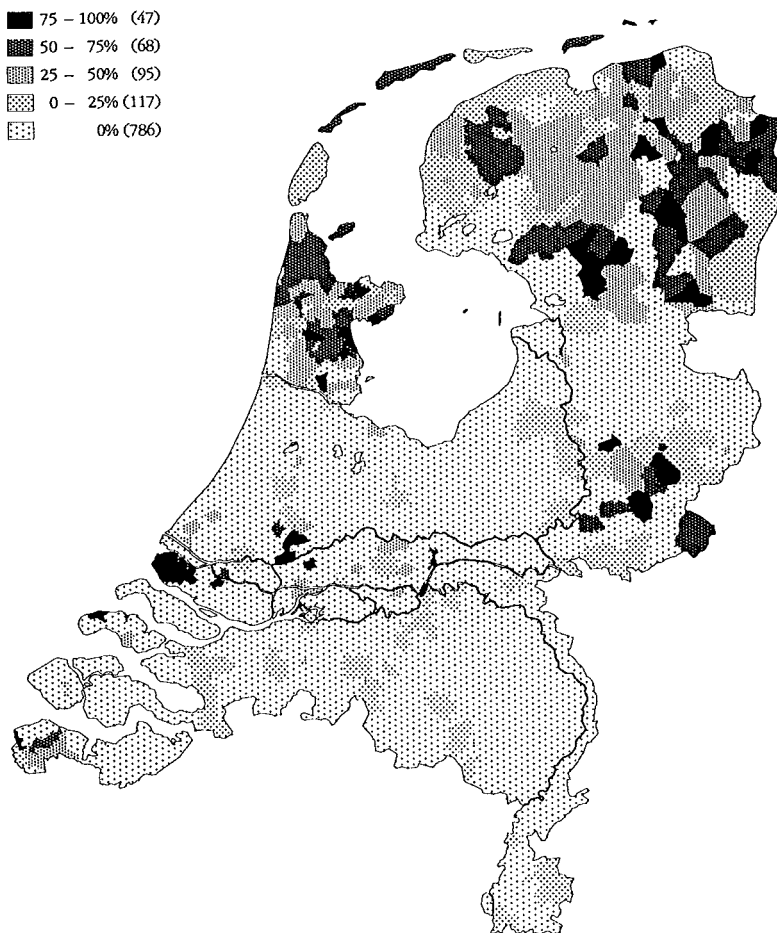 75 – 100% (47)
50 – 75% (68)
25 – 50% (95)
0 – 25% (117)
0% (786)